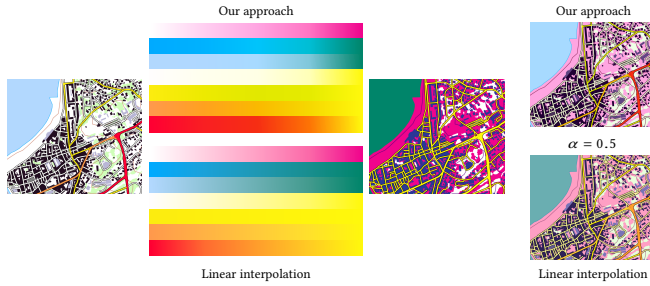 Our approach
Our approach
α = 0.5
Linear interpolation
Linear interpolation